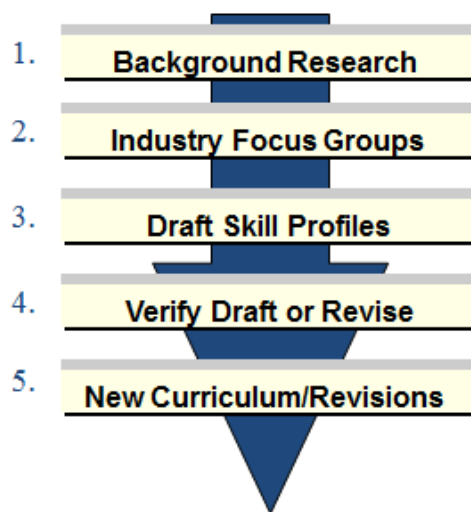 1. Background Research
2. Industry Focus Groups
3. Draft Skill Profiles
4. Verify Draft or Revise
5. New Curriculum/Revisions